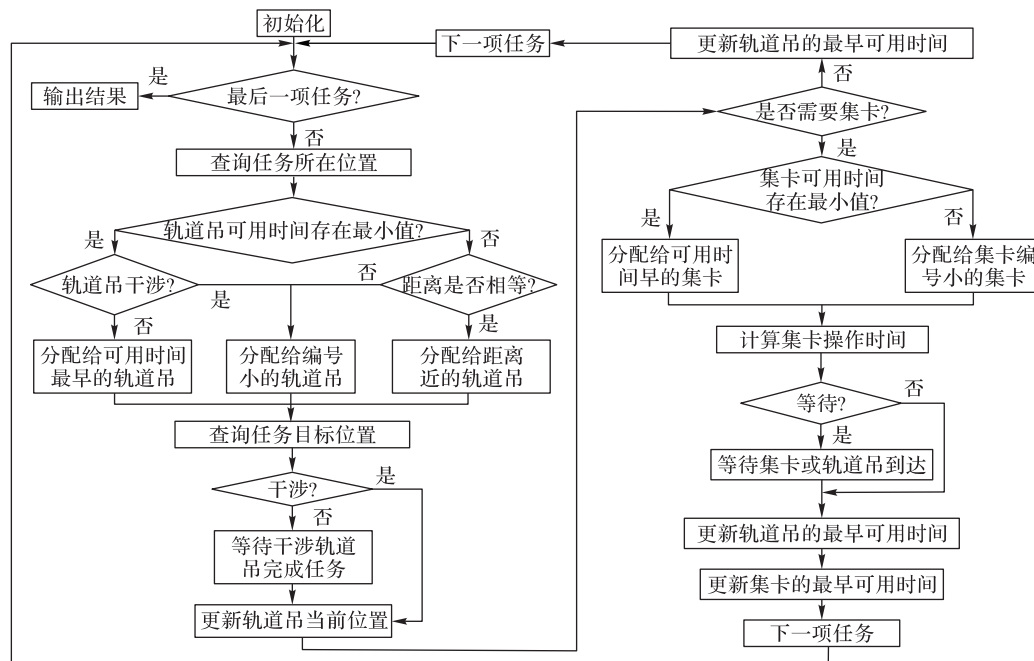 初始化
下一项任务
更新轨道吊的最早可用时间
是
输出结果
最后一项任务?
否
查询任务所在位置
轨道吊可用时间存在最小值?
是
否
轨道吊干涉?
是
否
距离是否相等?
否
是
分配给可用时间
最早的轨道吊
分配给编号
小的轨道吊
分配给距离
近的轨道吊
查询任务目标位置
干涉?
是
否
等待干涉轨道
吊完成任务
更新轨道吊当前位置
否
是否需要集卡?
是
集卡可用时间
存在最小值?
是
否
分配给可用时
间早的集卡
分配给集卡编
号小的集卡
计算集卡操作时间
等待?
否
是
等待集卡或轨道吊到达
更新轨道吊的最早可用时间
更新集卡的最早可用时间
下一项任务